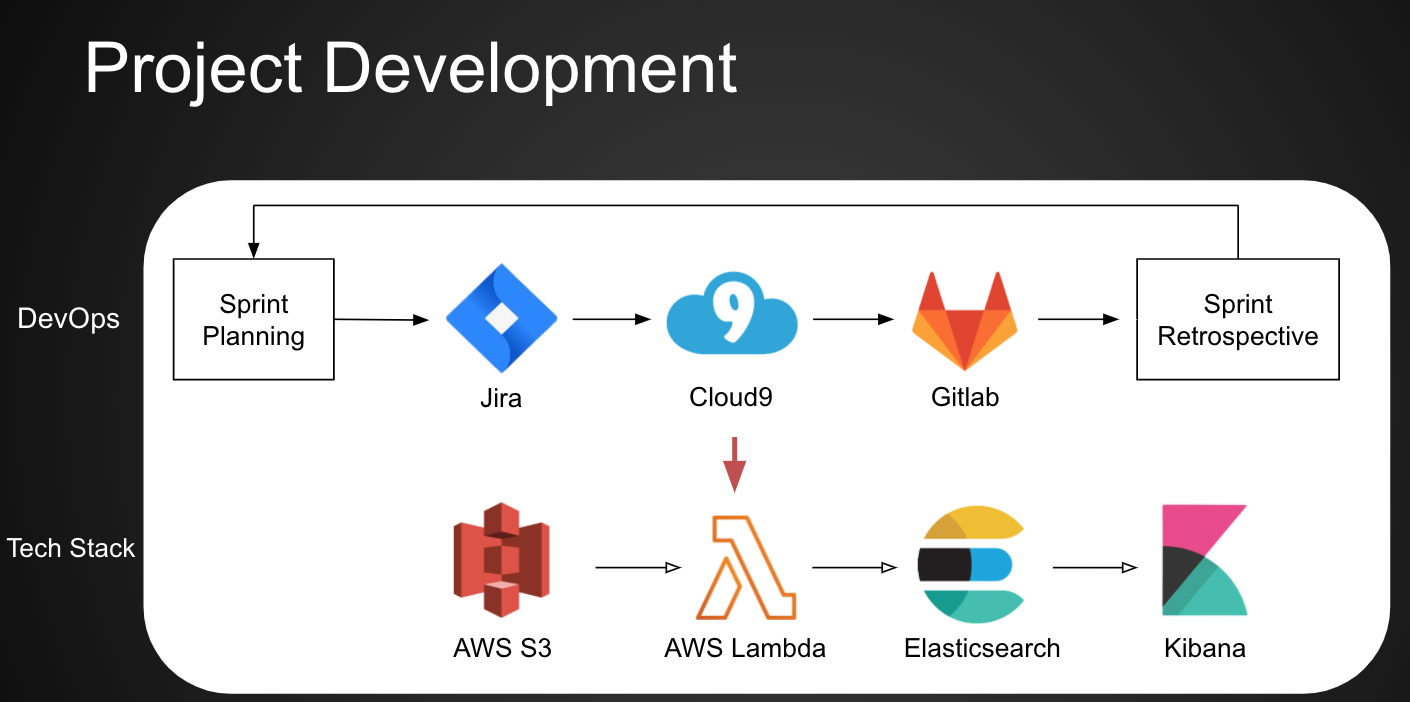 Project Development
DevOps
Sprint
Planning
Jira
9
Cloud9
Gitlab
Sprint
Retrospective
Tech Stack
AWS S3
AWS Lambda
Elasticsearch
Kibana